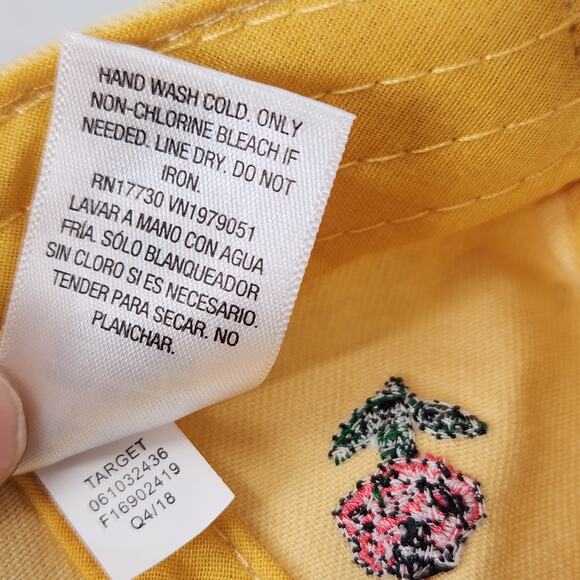 HAND WASH COLD. ONLY
NON-CHLORINE BLEACH IF
NEEDED. LINE DRY. DO NOT
IRON.
RN17730 VN1979051
LAVAR A MANO CON AGUA
FRÍA. SÓLO BLANQUEADOR
SIN CLORO SI ES NECESARIO.
TENDER PARA SECAR. NO
PLANCHAR.
TARGET
061032436
F16902419
Q4/18